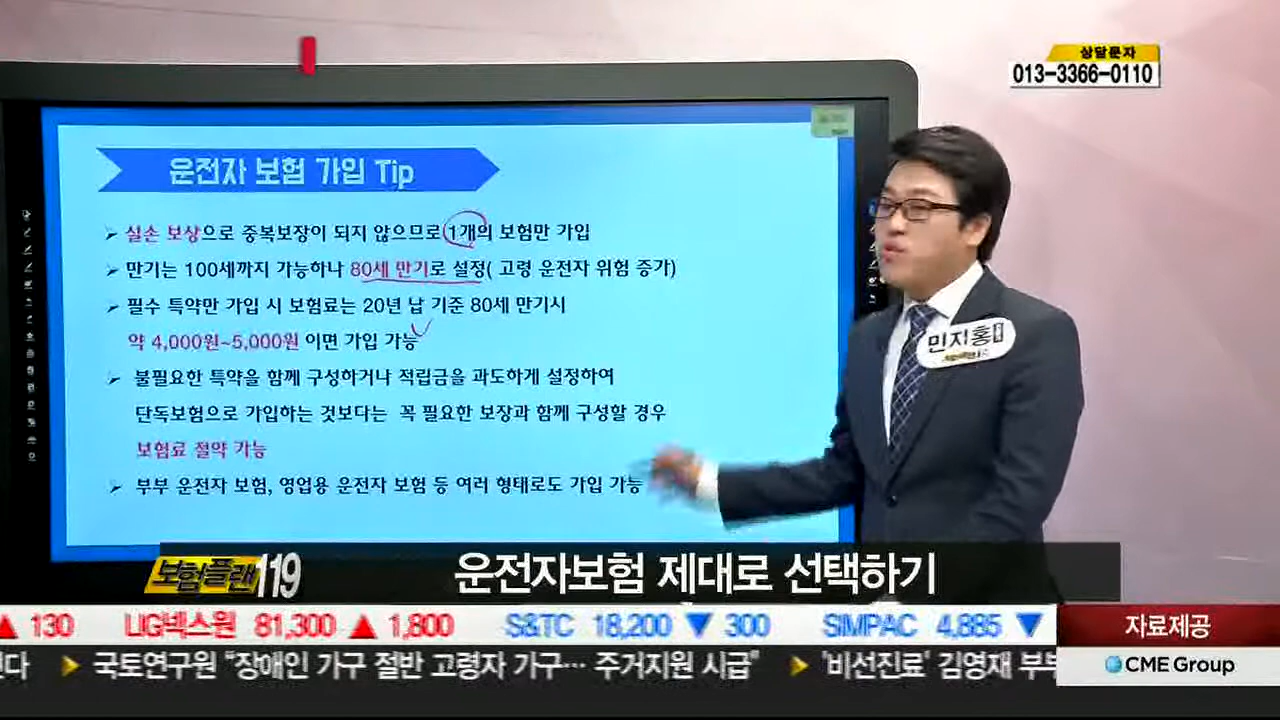 상담문자
013-3366-0110
운전자 보험 가입 Tip
➢ 실손 보상으로 중복보장이 되지 않으므로 1개의 보험만 가입
➢ 만기는 100세까지 가능하나 80세 만기로 설정( 고령 운전자 위험 증가)
➢ 필수 특약만 가입 시 보험료는 20년 납 기준 80세 만기시
약 4,000원~5,000원 이면 가입 가능
➢ 불필요한 특약을 함께 구성하거나 적립금을 과도하게 설정하여
단독보험으로 가입하는 것보다는 꼭 필요한 보장과 함께 구성할 경우
보험료 절약 가능
➢ 부부 운전자 보험, 영업용 운전자 보험 등 여러 형태로도 가입 가능
민지홍
보험플랜119 운전자보험 제대로 선택하기
▲ 130 LIG넥스원 81,300 ▲ 1,800 S&TC 18,200 ▼ 300 SIMPAC 4,885 ▼
자료제공
국토연구원 “장애인 가구 절반 고령자 가구… 주거지원 시급” '비선진료' 김영재 부부
CME Group